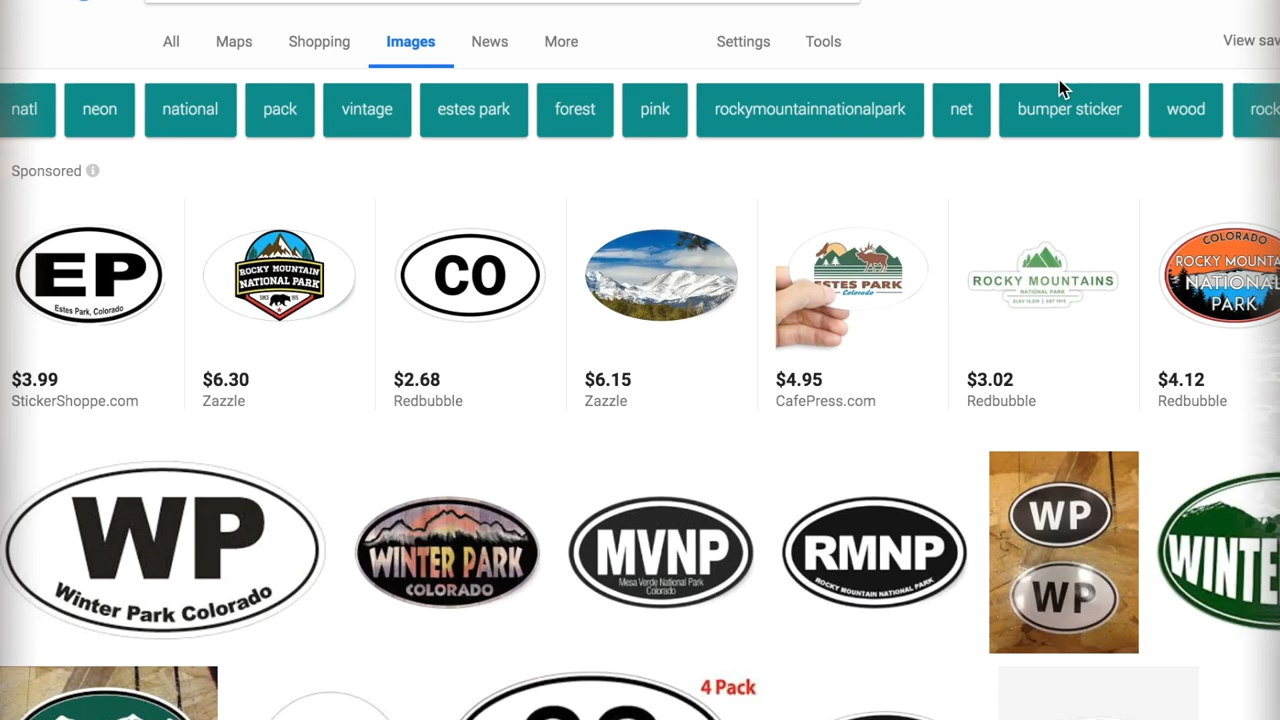 All Maps Shopping Images News More Settings Tools View sav
natl neon national pack vintage estes park forest pink rockymountainnationalpark net bumper sticker wood rock
Sponsored
EP
Estes Park, Colorado
ROCKY MOUNTAIN
NATIONAL PARK
CO
ESTES PARK
Colorado
ROCKY MOUNTAINS
NATIONAL PARK
COLORADO
ROCKY MOUNTA
NATIONAL
PARK
$3.99 $6.30 $2.68 $6.15 $4.95 $3.02 $4.12
StickerShoppe.com Zazzle Redbubble Zazzle CafePress.com Redbubble Redbubble
WP
Winter Park Colorado
WINTER PARK
COLORADO
MVNP
Mesa Verde National Park
Colorado
RMNP
ROCKY MOUNTAIN NATIONAL PARK
WP
WP
WINTE
4 Pack